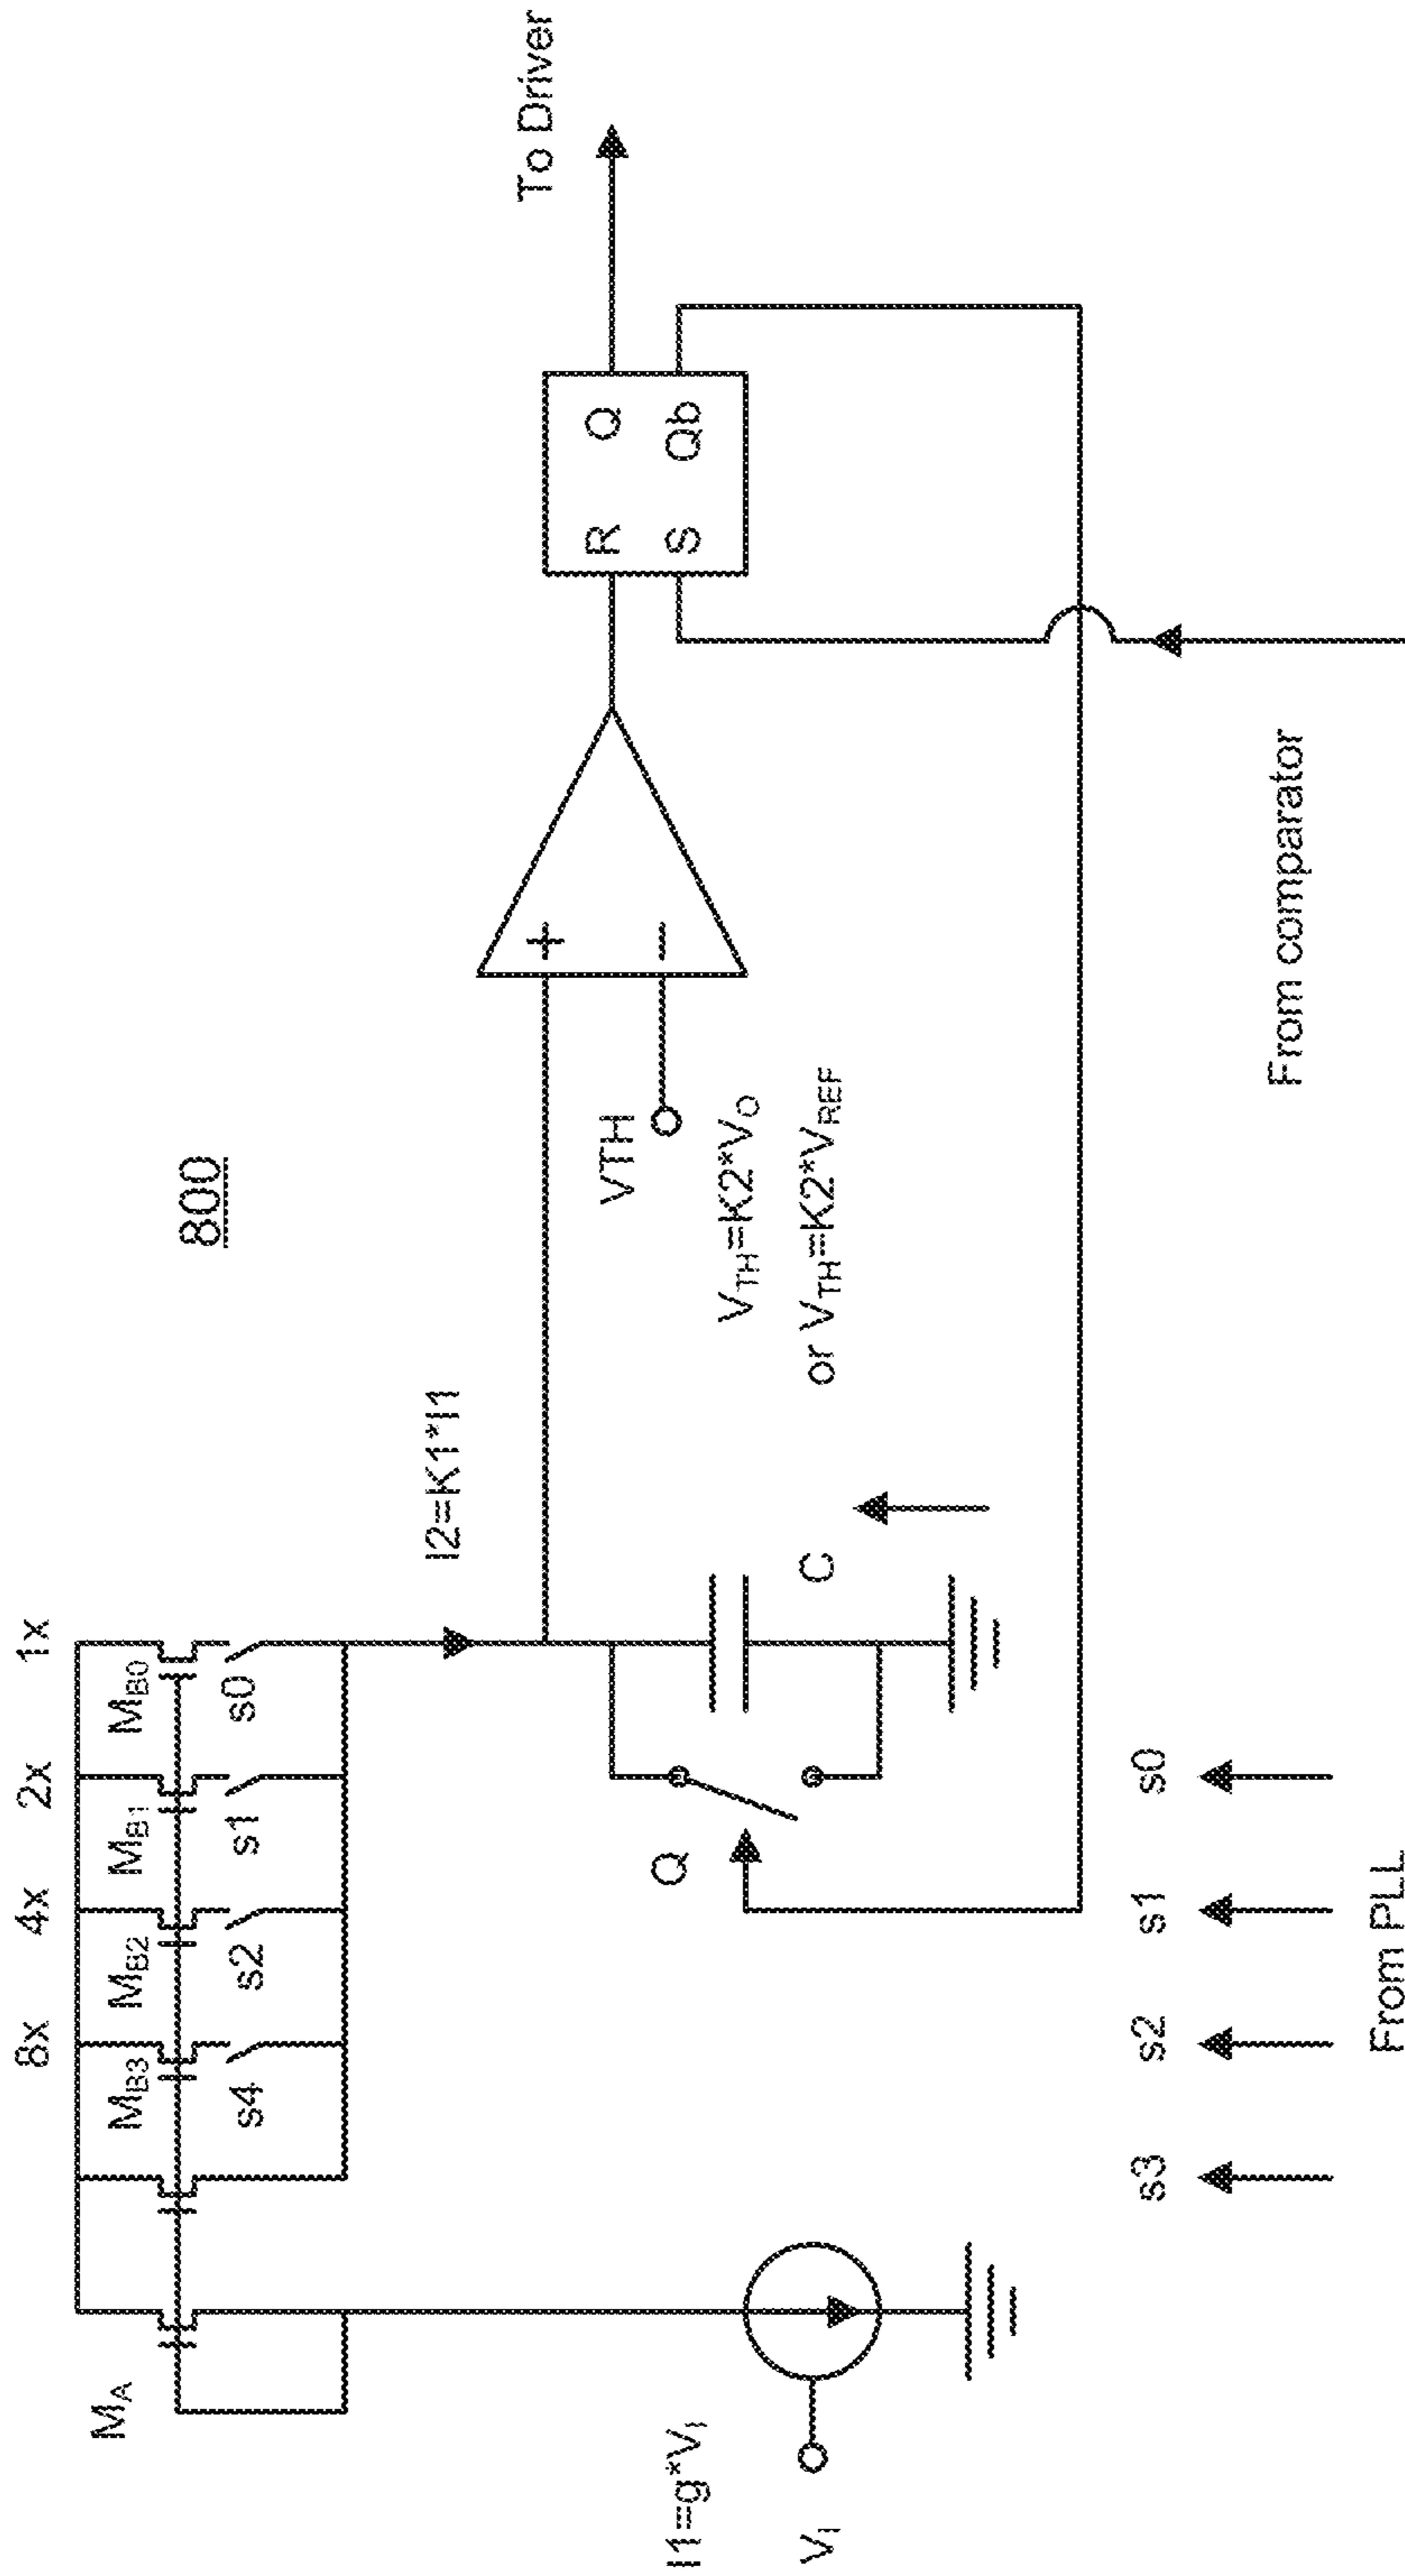 800
1x
2x
4x
8x
M_B0
M_B1
M_B2
M_B3
M_A
s0
s1
s2
s4
I2=K1*I1
To Driver
R
Q
S
Qb
+
−
VTH
V_TH=K2*V_O
or V_TH=K2*V_REF
C
Q
I1=g*V_I
V_I
s3
s2
s1
s0
From PLL
From comparator